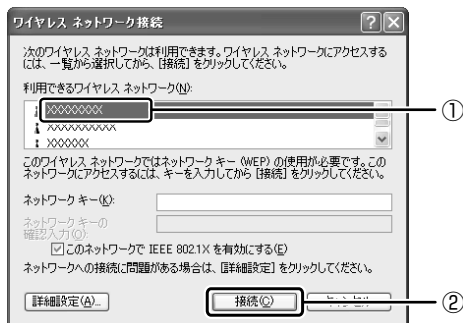 ワイヤレス ネットワーク接続
次のワイヤレス ネットワークは利用できます。ワイヤレス ネットワークにアクセスする
には、一覧から選択してから、[接続] をクリックしてください。
利用できるワイヤレス ネットワーク(N):
XXXXXXXX
①
XXXXXXXXXX
XXXXXX
このワイヤレス ネットワークではネットワーク キー (WEP) の使用が必要です。この
ネットワークにアクセスするには、キーを入力してから [接続] をクリックしてください。
ネットワーク キー(K):
ネットワーク キーの
確認入力(O):
このネットワークで IEEE 802.1X を有効にする(E)
ネットワークへの接続に問題がある場合は、[詳細設定] をクリックしてください。
詳細設定(A)...
接続(C)
キャンセル
②